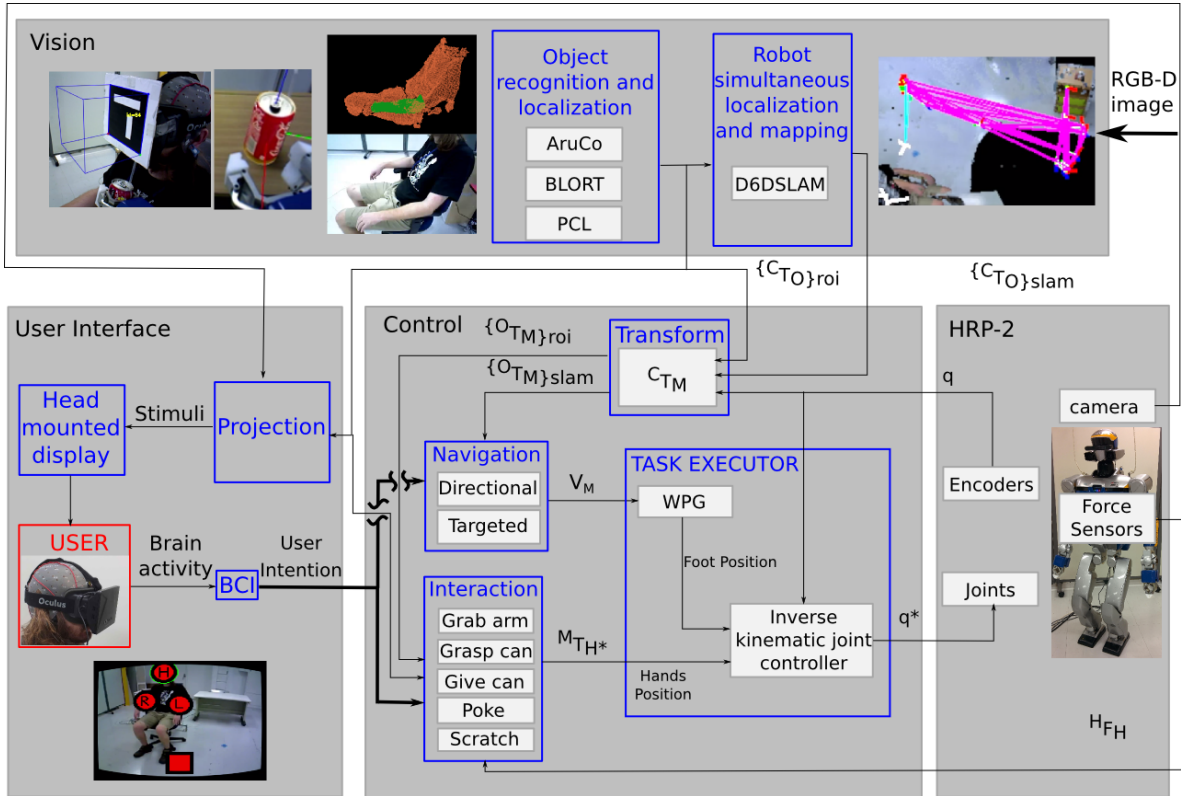 Vision
Object
recognition and
localization
AruCo
BLORT
PCL
Robot
simultaneous
localization
and mapping
D6DSLAM
RGB-D
image
{CTO}roi
{CTO}slam
User Interface
Head
mounted
display
Stimuli
Projection
USER
Oculus
Brain
activity
BCI
User
Intention
H
R
L
Control
{OTM}roi
{OTM}slam
Transform
CTM
Navigation
Directional
Targeted
VM
TASK EXECUTOR
WPG
Foot Position
Interaction
Grab arm
Grasp can
Give can
Poke
Scratch
MTH*
Hands
Position
Inverse
kinematic joint
controller
q*
HRP-2
q
camera
Encoders
Force
Sensors
Joints
HFH